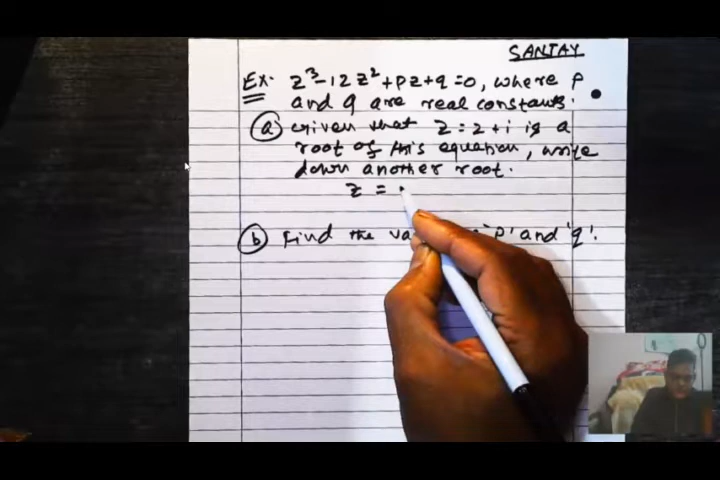 SANJAY
Ex. z³-12z²+pz+q=0, where p
and q are real constants.
(a) Given that z=2+i is a
root of this equation, write
down another root.
z =
(b) Find the 'p' and 'q'.